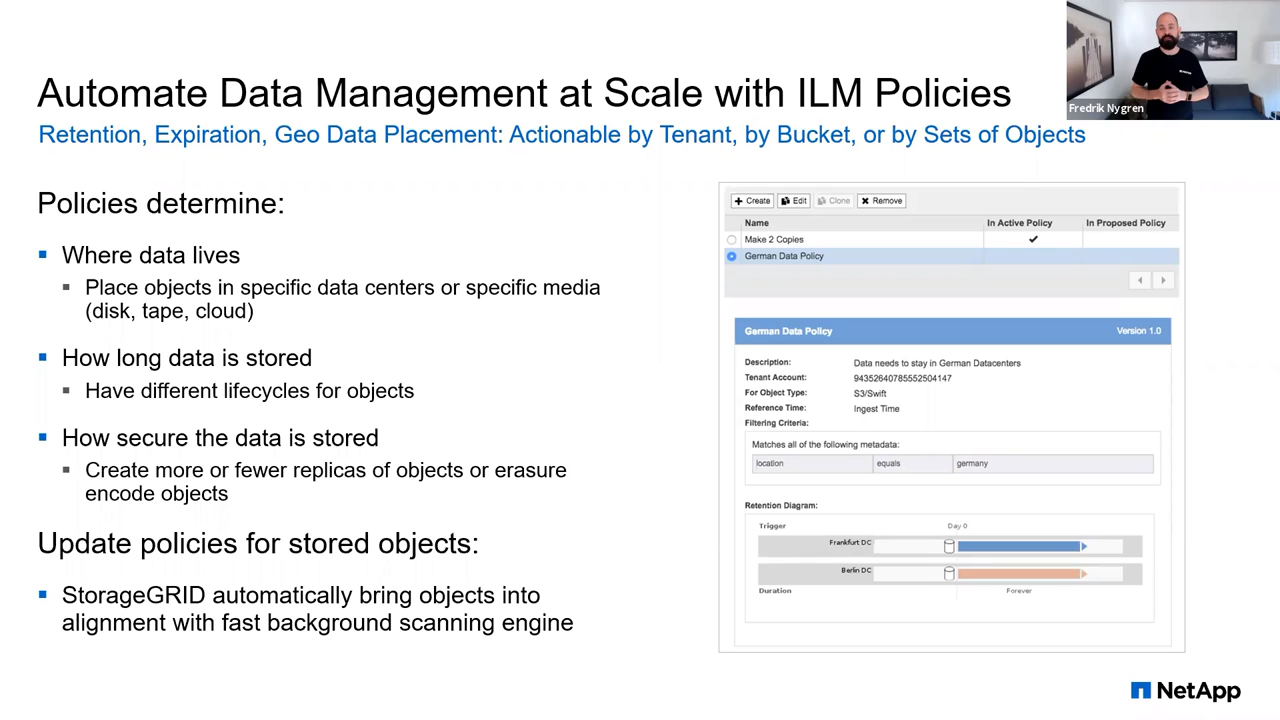 Automate Data Management at Scale with ILM Policies
Retention, Expiration, Geo Data Placement: Actionable by Tenant, by Bucket, or by Sets of Objects
Fredrik Nygren
Policies determine:
Where data lives
Place objects in specific data centers or specific media
(disk, tape, cloud)
How long data is stored
Have different lifecycles for objects
How secure the data is stored
Create more or fewer replicas of objects or erasure
encode objects
Update policies for stored objects:
StorageGRID automatically bring objects into
alignment with fast background scanning engine
Create Edit Clone Remove
Name In Active Policy In Proposed Policy
Make 2 Copies
German Data Policy
German Data Policy Version 1.0
Description: Data needs to stay in German Datacenters
Tenant Account: 94352640785552504147
For Object Type: S3/Swift
Reference Time: Ingest Time
Filtering Criteria:
Matches all of the following metadata:
location equals germany
Retention Diagram:
Trigger Day 0
Frankfurt DC
Berlin DC
Duration Forever
NetApp